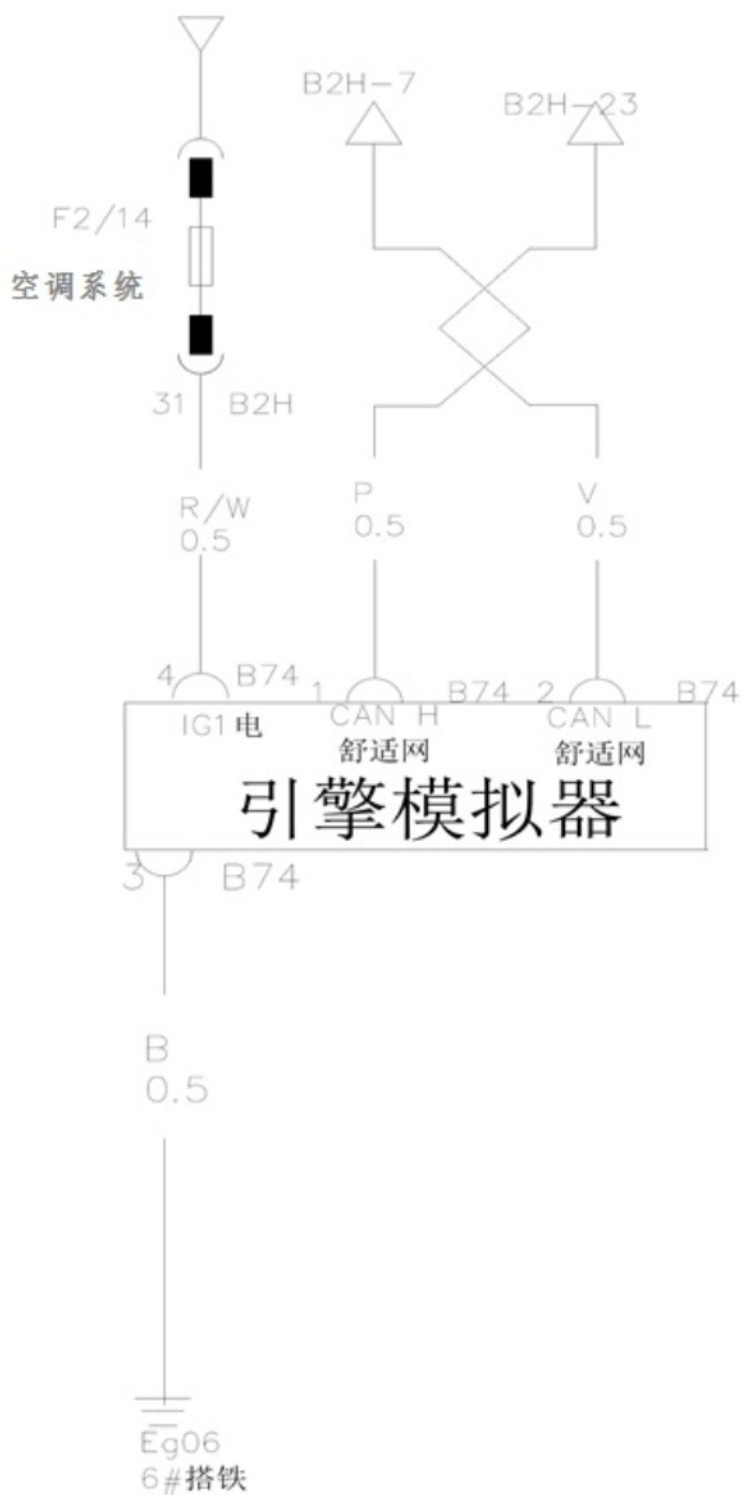 B2H-7
B2H-23
F2/14
空调系统
31 B2H
R/W
0.5
P
0.5
V
0.5
4 B74
1 B74
2 B74
IG1电
CAN H
舒适网
CAN L
舒适网
引擎模拟器
3 B74
B
0.5
Eg06
6#搭铁